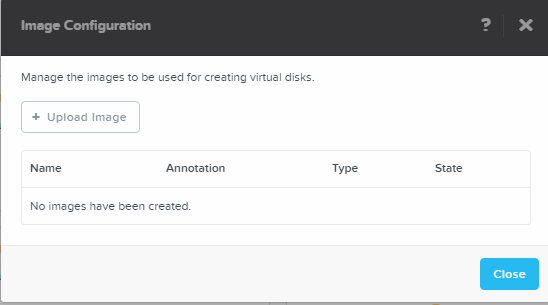 Image Configuration
? ×
Manage the images to be used for creating virtual disks.
+ Upload Image
Name Annotation Type State
No images have been created.
Close